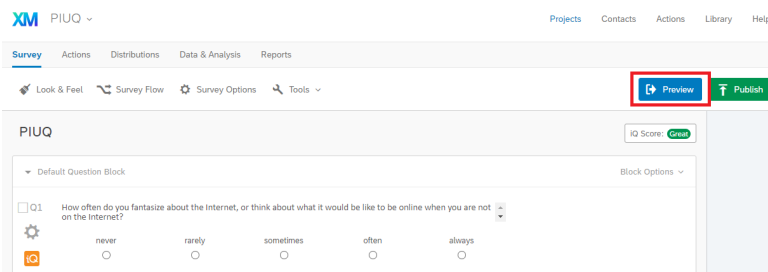 XM PIUQ
Projects Contacts Actions Library Help
Survey Actions Distributions Data & Analysis Reports
Look & Feel Survey Flow Survey Options Tools Preview Publish
PIUQ iQ Score: Great
Default Question Block Block Options
Q1 How often do you fantasize about the Internet, or think about what it would be like to be online when you are not
on the Internet?
never rarely sometimes often always
iQ